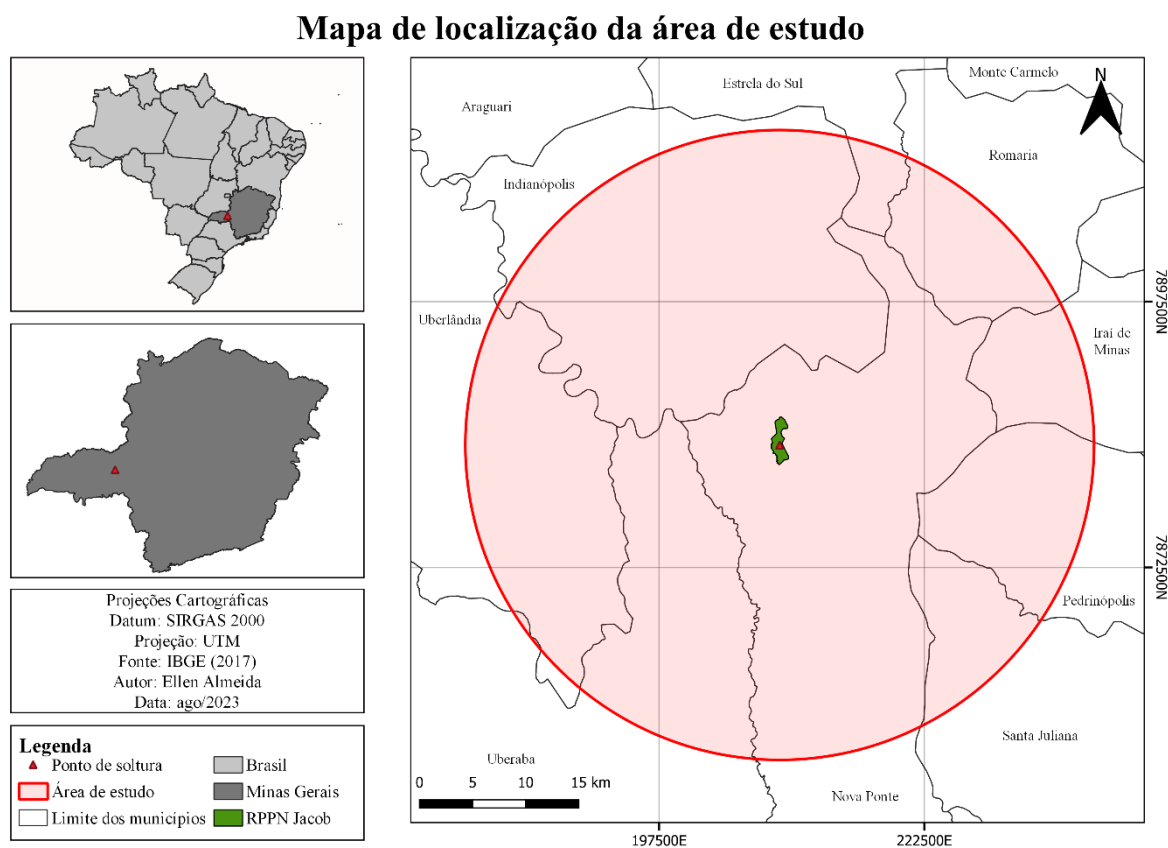 Mapa de localização da área de estudo
Projeções Cartográficas
Datum: SIRGAS 2000
Projeção: UTM
Fonte: IBGE (2017)
Autor: Ellen Almeida
Data: ago/2023
Legenda
Ponto de soltura
Área de estudo
Limite dos municípios
Brasil
Minas Gerais
RPPN Jacob
Araguari
Estrela do Sul
Monte Carmelo
N
Romaria
Indianópolis
Uberlândia
Iraí de
Minas
Pedrinópolis
Santa Juliana
Uberaba
Nova Ponte
0 5 10 15 km
7897500N
7872500N
197500E
222500E